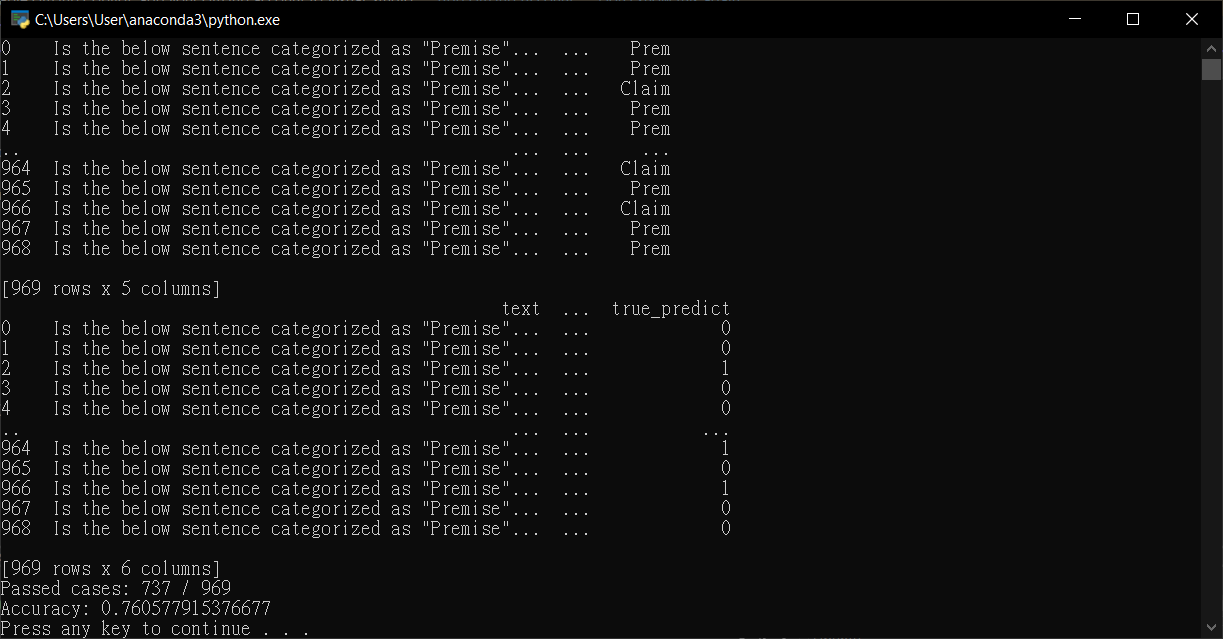 C:\Users\User\anaconda3\python.exe
0    Is the below sentence categorized as "Premise"...  ...    Prem
1    Is the below sentence categorized as "Premise"...  ...    Prem
2    Is the below sentence categorized as "Premise"...  ...   Claim
3    Is the below sentence categorized as "Premise"...  ...    Prem
4    Is the below sentence categorized as "Premise"...  ...    Prem
..                                                 ...  ...     ...
964  Is the below sentence categorized as "Premise"...  ...   Claim
965  Is the below sentence categorized as "Premise"...  ...    Prem
966  Is the below sentence categorized as "Premise"...  ...   Claim
967  Is the below sentence categorized as "Premise"...  ...    Prem
968  Is the below sentence categorized as "Premise"...  ...    Prem
[969 rows x 5 columns]
                                                  text  ...  true_predict
0    Is the below sentence categorized as "Premise"...  ...             0
1    Is the below sentence categorized as "Premise"...  ...             0
2    Is the below sentence categorized as "Premise"...  ...             1
3    Is the below sentence categorized as "Premise"...  ...             0
4    Is the below sentence categorized as "Premise"...  ...             0
..                                                 ...  ...           ...
964  Is the below sentence categorized as "Premise"...  ...             1
965  Is the below sentence categorized as "Premise"...  ...             0
966  Is the below sentence categorized as "Premise"...  ...             1
967  Is the below sentence categorized as "Premise"...  ...             0
968  Is the below sentence categorized as "Premise"...  ...             0
[969 rows x 6 columns]
Passed cases: 737 / 969
Accuracy: 0.760577915376677
Press any key to continue . . .